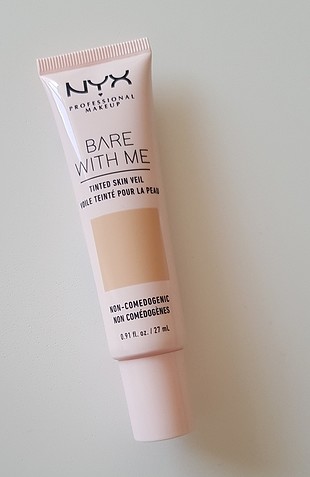 NYX
PROFESSIONAL
MAKEUP
BARE
WITH ME
TINTED SKIN VEIL
VOILE TEINTÉ POUR LA PEAU
NON-COMEDOGENIC
NON COMÉDOGÈNES
0.91 fl. oz. / 27 mL